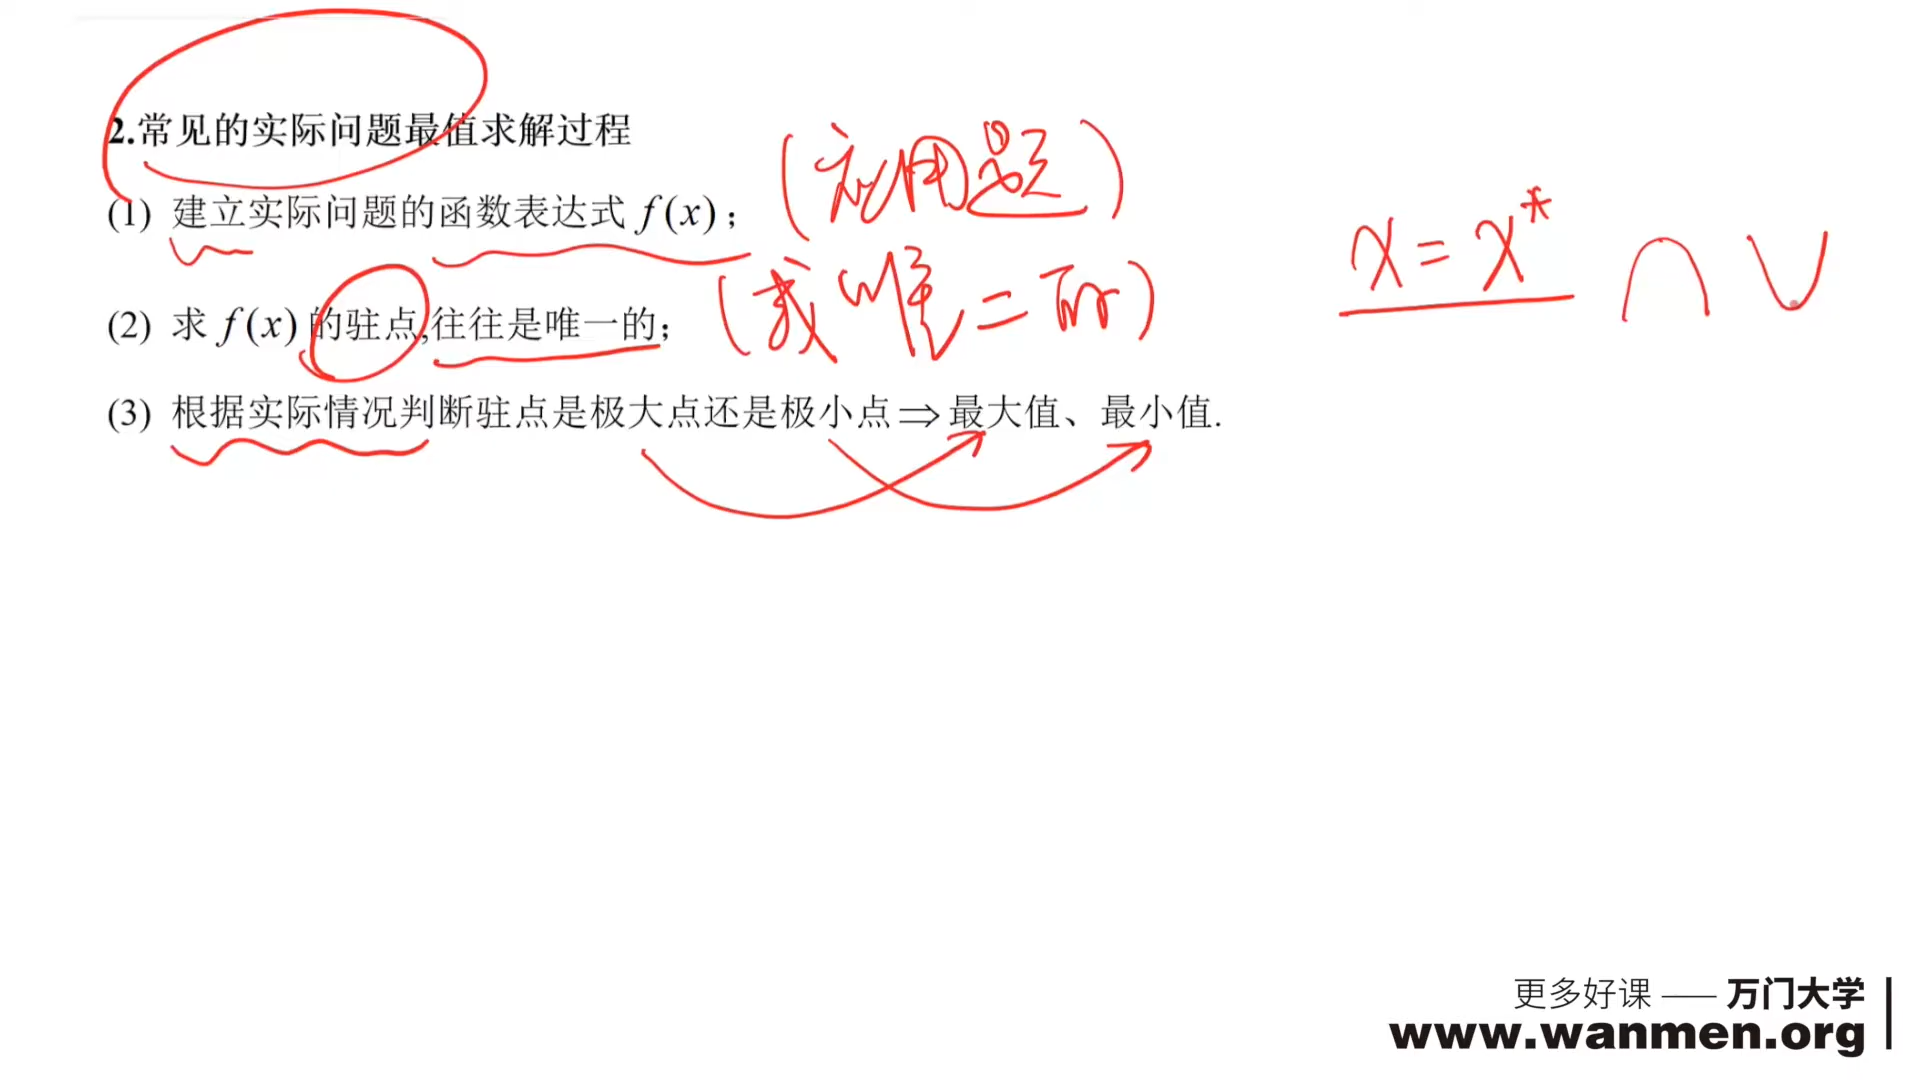 2.常见的实际问题最值求解过程
(应用题)
(1) 建立实际问题的函数表达式 f(x);
x = x*
(2) 求 f(x) 的驻点,往往是唯一的;
(3) 根据实际情况判断驻点是极大点还是极小点⇒最大值、最小值.
更多好课 —— 万门大学
www.wanmen.org